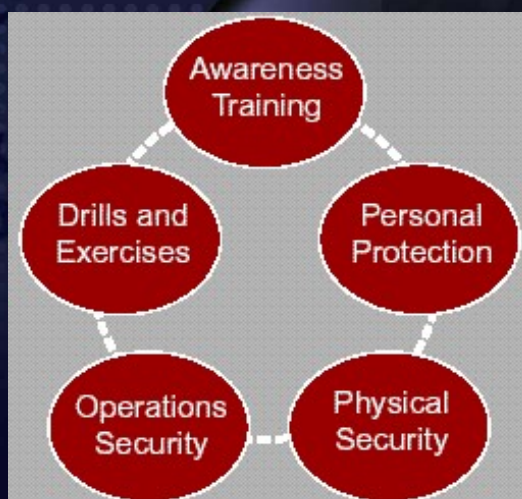 Awareness
Training
Drills and
Exercises
Personal
Protection
Operations
Security
Physical
Security